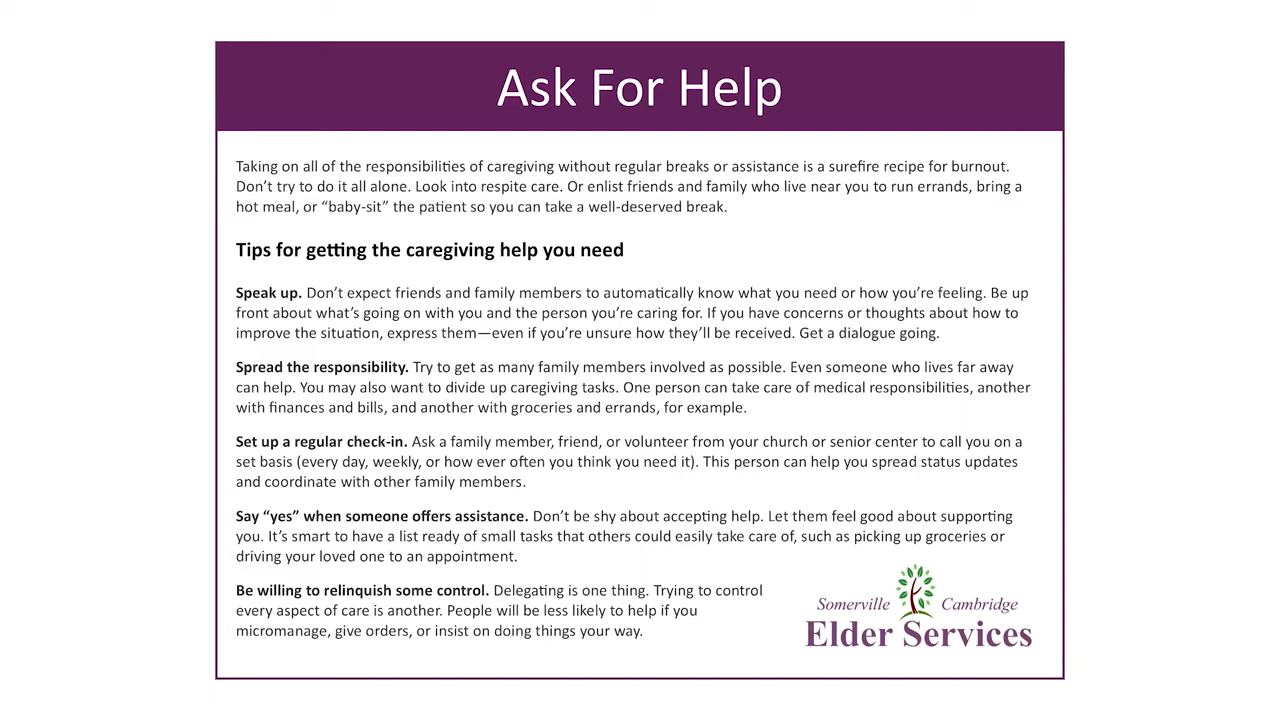 Ask For Help
Taking on all of the responsibilities of caregiving without regular breaks or assistance is a surefire recipe for burnout.
Don’t try to do it all alone. Look into respite care. Or enlist friends and family who live near you to run errands, bring a
hot meal, or “baby-sit” the patient so you can take a well-deserved break.
Tips for getting the caregiving help you need
Speak up. Don’t expect friends and family members to automatically know what you need or how you’re feeling. Be up
front about what’s going on with you and the person you’re caring for. If you have concerns or thoughts about how to
improve the situation, express them—even if you’re unsure how they’ll be received. Get a dialogue going.
Spread the responsibility. Try to get as many family members involved as possible. Even someone who lives far away
can help. You may also want to divide up caregiving tasks. One person can take care of medical responsibilities, another
with finances and bills, and another with groceries and errands, for example.
Set up a regular check-in. Ask a family member, friend, or volunteer from your church or senior center to call you on a
set basis (every day, weekly, or how ever often you think you need it). This person can help you spread status updates
and coordinate with other family members.
Say “yes” when someone offers assistance. Don’t be shy about accepting help. Let them feel good about supporting
you. It’s smart to have a list ready of small tasks that others could easily take care of, such as picking up groceries or
driving your loved one to an appointment.
Be willing to relinquish some control. Delegating is one thing. Trying to control
every aspect of care is another. People will be less likely to help if you
micromanage, give orders, or insist on doing things your way.
Somerville Cambridge
Elder Services